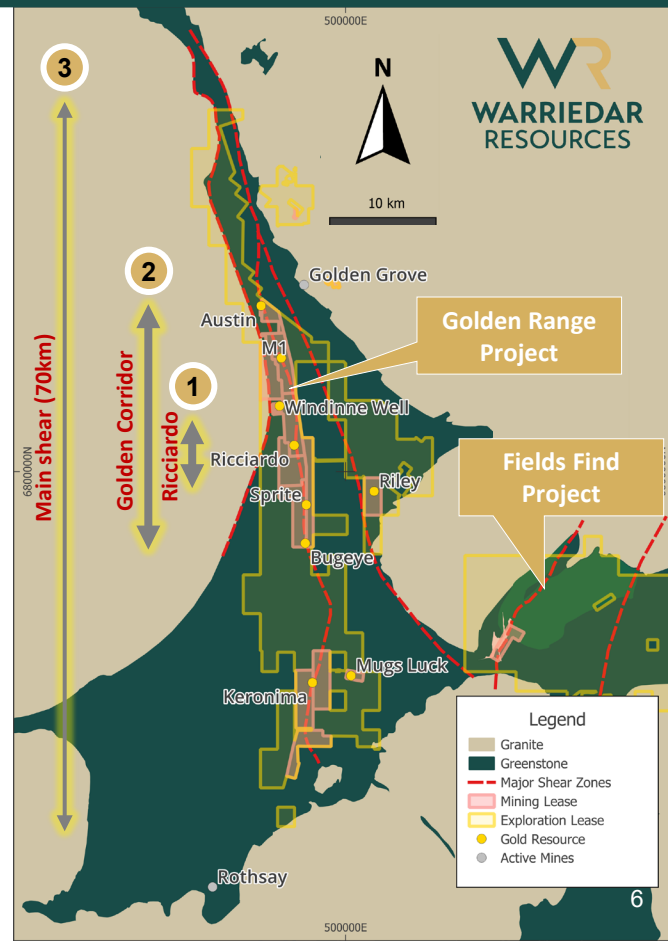 500000E
3
N
WR
WARRIEDAR
RESOURCES
10 km
2
Golden Grove
Austin
Golden Range
Project
M1
1
Windinne Well
Main shear (70km)
Golden Corridor
Ricciardo
6800000N
Ricciardo
Riley
Fields Find
Project
Sprite
Bugeye
Mugs Luck
Keronima
Legend
Granite
Greenstone
Major Shear Zones
Mining Lease
Exploration Lease
Gold Resource
Active Mines
Rothsay
6
500000E